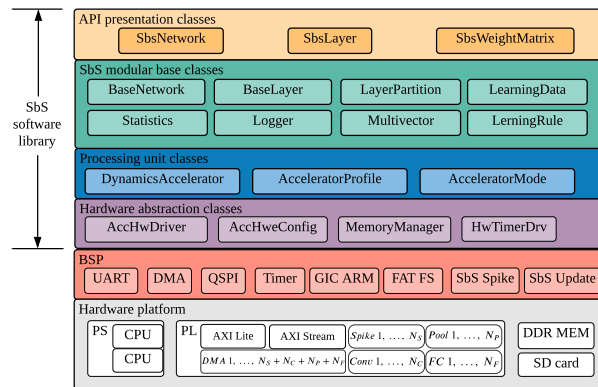 API presentation classes
SbsNetwork SbsLayer SbsWeightMatrix
SbS modular base classes
BaseNetwork BaseLayer LayerPartition LearningData
Statistics Logger Multivector LerningRule
SbS
software
library
Processing unit classes
DynamicsAccelerator AcceleratorProfile AcceleratorMode
Hardware abstraction classes
AccHwDriver AccHweConfig MemoryManager HwTimerDrv
BSP
UART DMA QSPI Timer GIC ARM FAT FS SbS Spike SbS Update
Hardware platform
PS CPU PL AXI Lite AXI Stream Spike 1, …, N_S Pool 1, …, N_P DDR MEM
CPU DMA 1, …, N_S + N_C + N_P + N_F Conv 1, …, N_C FC 1, …, N_F SD card